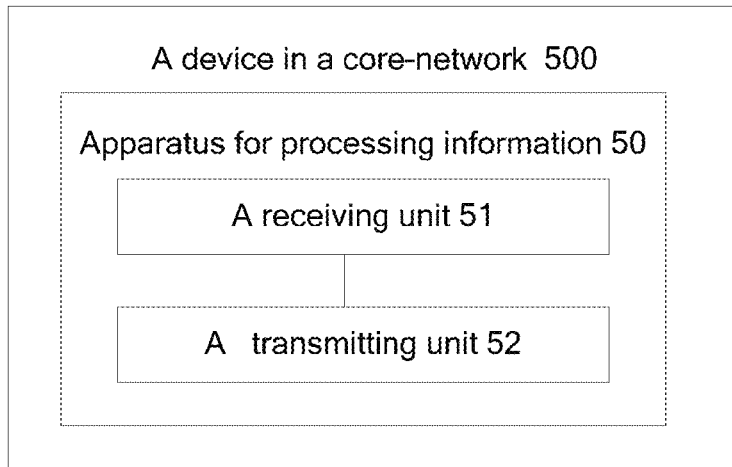 A device in a core-network 500
Apparatus for processing information 50
A receiving unit 51
A transmitting unit 52